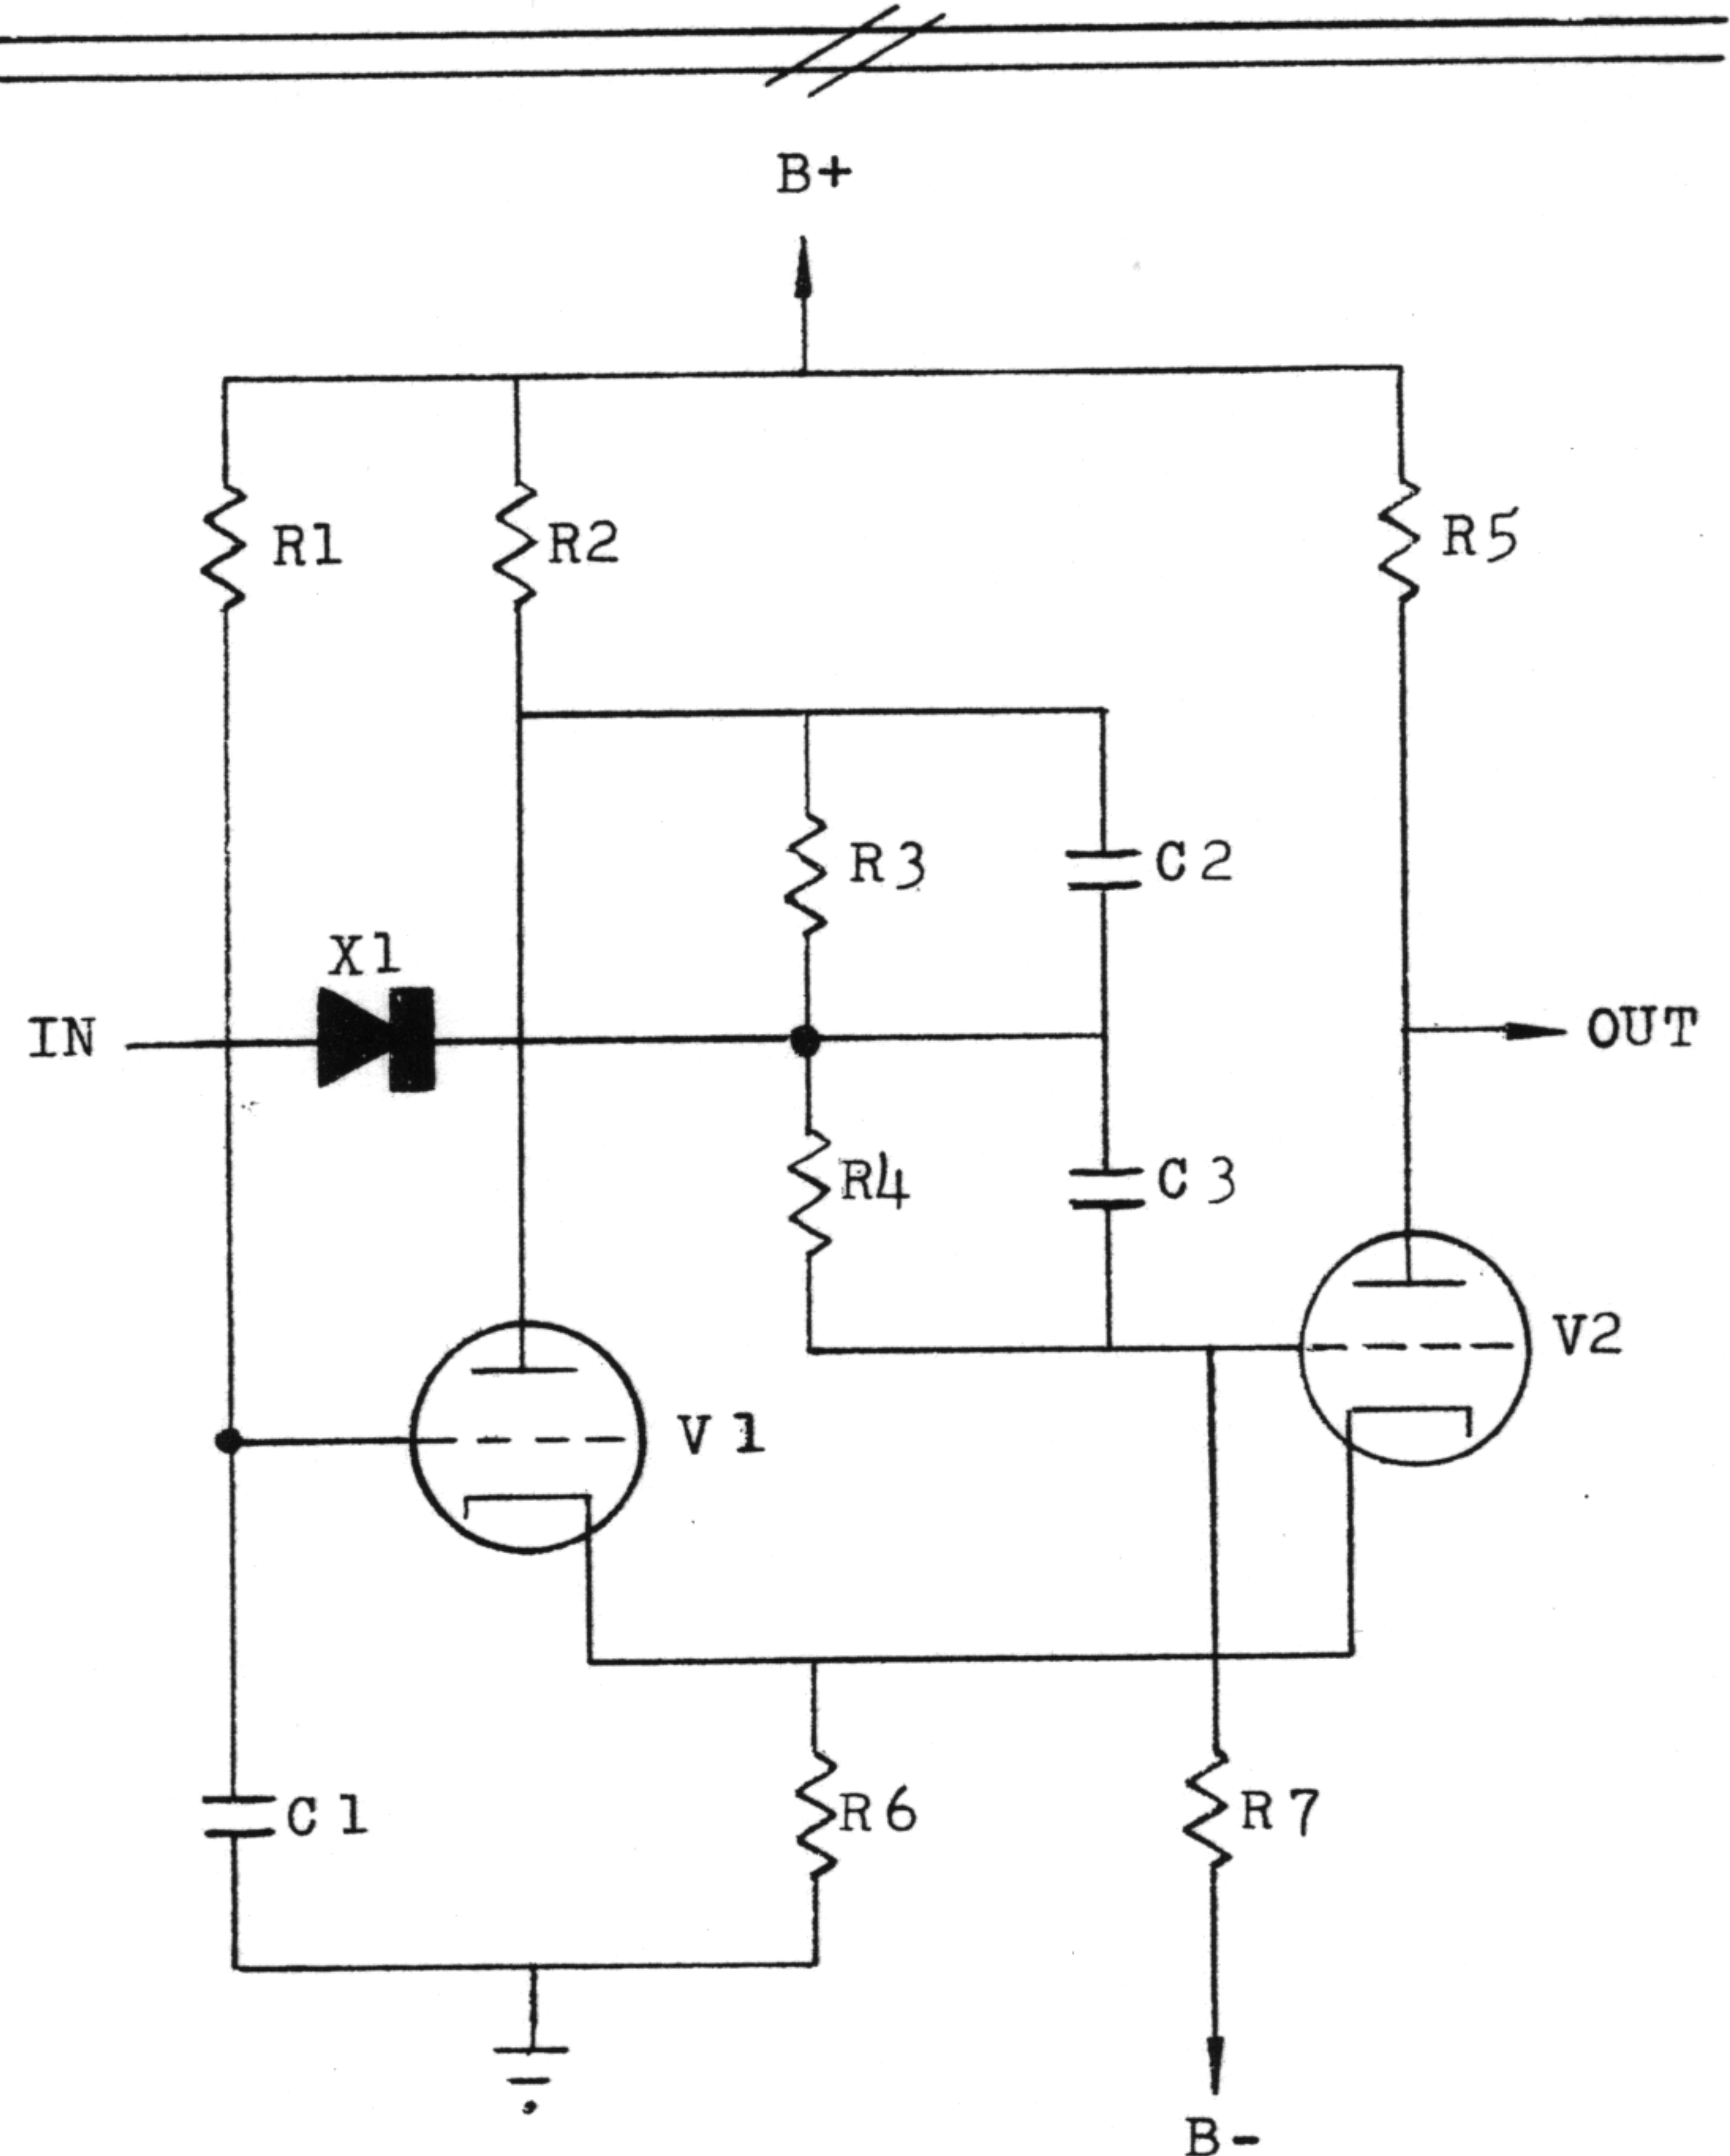 B+
R1 R2 R5
R3 C2
X1
IN OUT
R4 C3
V2
V1
C1 R6 R7
B-